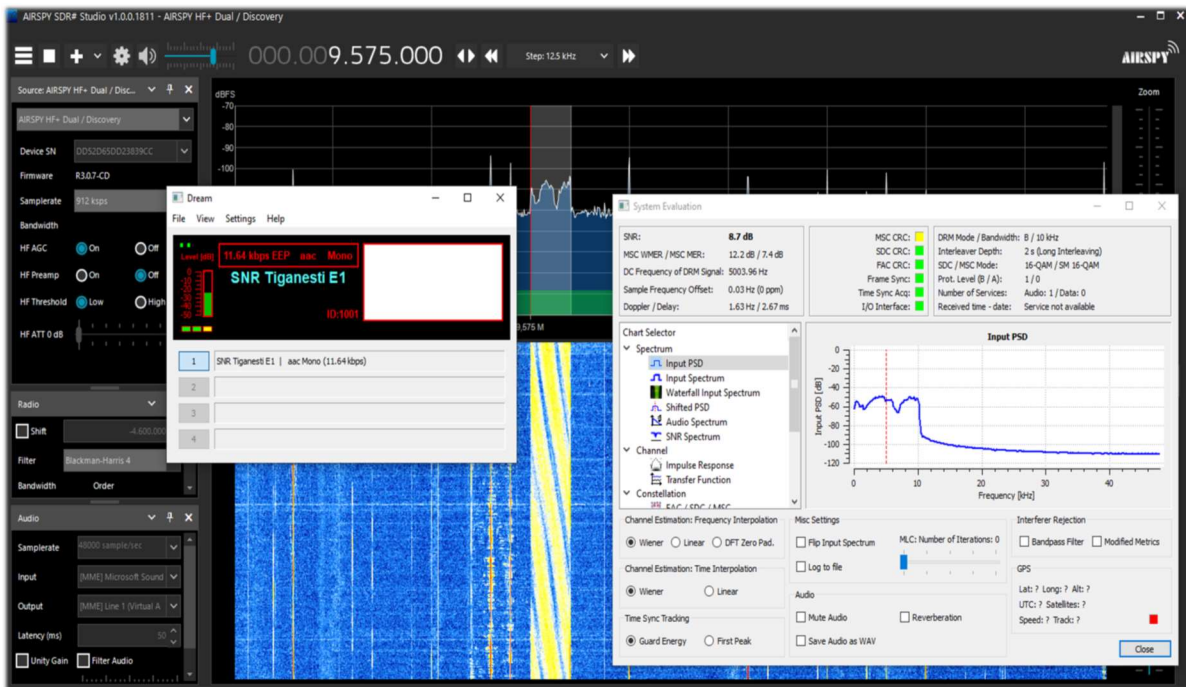 AIRSPY SDR# Studio v1.0.0.1811 - AIRSPY HF+ Dual / Discovery
000.009.575.000
Step: 12.5 kHz
AIRSPY
Source: AIRSPY HF+ Dual / Disc...
AIRSPY HF+ Dual / Discovery
Device SN DD52D65DD23839CC
Firmware R3.0.7-CD
Samplerate 912 ksps
Bandwidth
HF AGC On Off
HF Preamp On Off
HF Threshold Low High
HF ATT 0 dB
Radio
Shift -4.600.000
Filter Blackman-Harris 4
Bandwidth Order
Audio
Samplerate 48000 sample/sec
Input [MME] Microsoft Sound
Output [MME] Line 1 (Virtual A
Latency (ms) 50
Unity Gain Filter Audio
dBFS
-70
-80
-90
-100
9,575 M
Zoom
Dream
File View Settings Help
Level [dB]
0
-10
-20
-30
-40
-50
11.64 kbps EEP aac Mono
SNR Tiganesti E1
ID:1001
1 SNR Tiganesti E1 | aac Mono (11.64 kbps)
2
3
4
System Evaluation
SNR: 8.7 dB
MSC WMER / MSC MER: 12.2 dB / 7.4 dB
DC Frequency of DRM Signal: 5003.96 Hz
Sample Frequency Offset: 0.03 Hz (0 ppm)
Doppler / Delay: 1.63 Hz / 2.67 ms
MSC CRC:
SDC CRC:
FAC CRC:
Frame Sync:
Time Sync Acq:
I/O Interface:
DRM Mode / Bandwidth: B / 10 kHz
Interleaver Depth: 2 s (Long Interleaving)
SDC / MSC Mode: 16-QAM / SM 16-QAM
Prot. Level (B / A): 1 / 0
Number of Services: Audio: 1 / Data: 0
Received time - date: Service not available
Chart Selector
Spectrum
Input PSD
Input Spectrum
Waterfall Input Spectrum
Shifted PSD
Audio Spectrum
SNR Spectrum
Channel
Impulse Response
Transfer Function
Constellation
FAC / SDC / MSC
Input PSD
Input PSD [dB]
0
-20
-40
-60
-80
-100
-120
0 10 20 30 40
Frequency [kHz]
Channel Estimation: Frequency Interpolation
Wiener Linear DFT Zero Pad.
Channel Estimation: Time Interpolation
Wiener Linear
Time Sync Tracking
Guard Energy First Peak
Msc Settings
Flip Input Spectrum
Log to file
MLC: Number of Iterations: 0
Audio
Mute Audio Reverberation
Save Audio as WAV
Interferer Rejection
Bandpass Filter Modified Metrics
GPS
Lat: ? Long: ? Alt: ?
UTC: ? Satellites: ?
Speed: ? Track: ?
Close